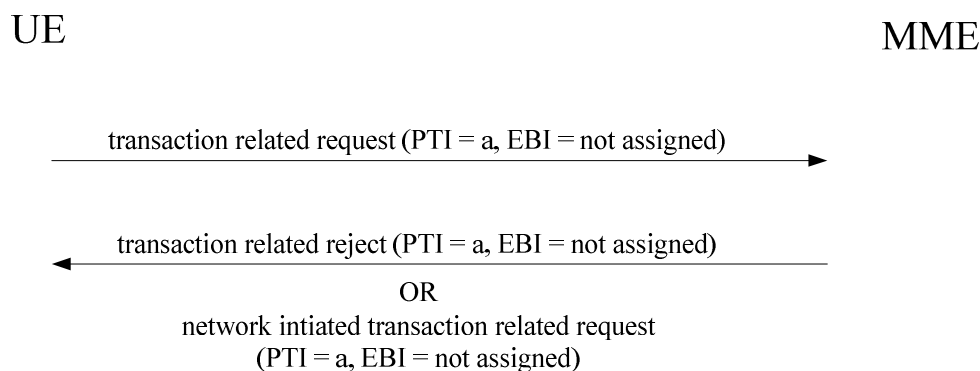 UE
MME
transaction related request (PTI = a, EBI = not assigned)
transaction related reject (PTI = a, EBI = not assigned)
OR
network intiated transaction related request
(PTI = a, EBI = not assigned)